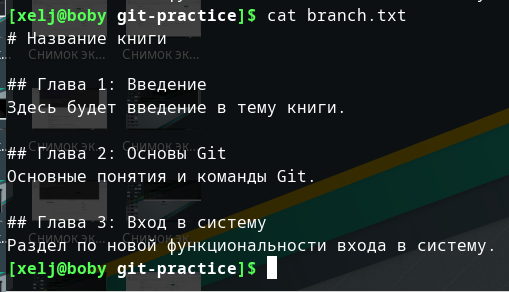 [xelj@boby git-practice]$ cat branch.txt
# Название книги

## Глава 1: Введение
Здесь будет введение в тему книги.

## Глава 2: Основы Git
Основные понятия и команды Git.

## Глава 3: Вход в систему
Раздел по новой функциональности входа в систему.
[xelj@boby git-practice]$